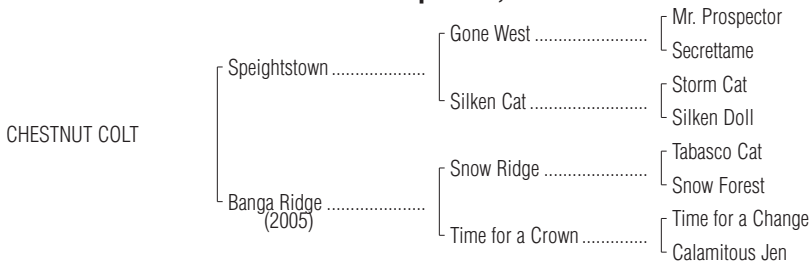 Mr. Prospector
Gone West
Secrettame
Speightstown
Storm Cat
Silken Cat
Silken Doll
CHESTNUT COLT
Tabasco Cat
Snow Ridge
Snow Forest
Banga Ridge
(2005)
Time for a Change
Time for a Crown
Calamitous Jen